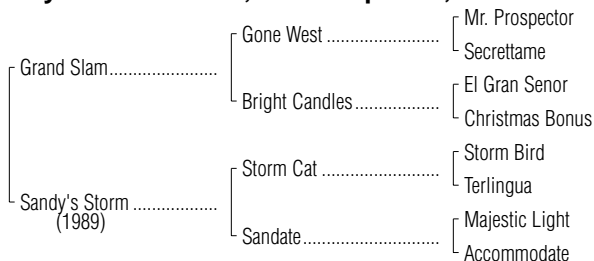 Gone West
Mr. Prospector
Secrettame
Grand Slam
Bright Candles
El Gran Senor
Christmas Bonus
Storm Cat
Storm Bird
Terlingua
Sandy's Storm
(1989)
Sandate
Majestic Light
Accommodate